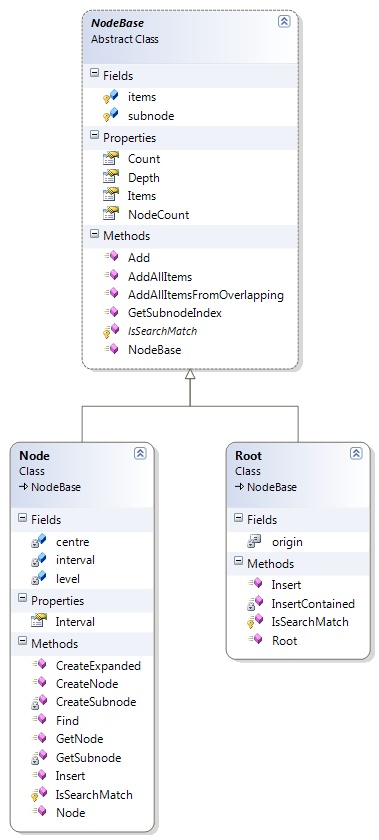 NodeBase
Abstract Class
Fields
items
subnode
Properties
Count
Depth
Items
NodeCount
Methods
Add
AddAllItems
AddAllItemsFromOverlapping
GetSubnodeIndex
IsSearchMatch
NodeBase
Node
Class
NodeBase
Fields
centre
interval
level
Properties
Interval
Methods
CreateExpanded
CreateNode
CreateSubnode
Find
GetNode
GetSubnode
Insert
IsSearchMatch
Node
Root
Class
NodeBase
Fields
origin
Methods
Insert
InsertContained
IsSearchMatch
Root